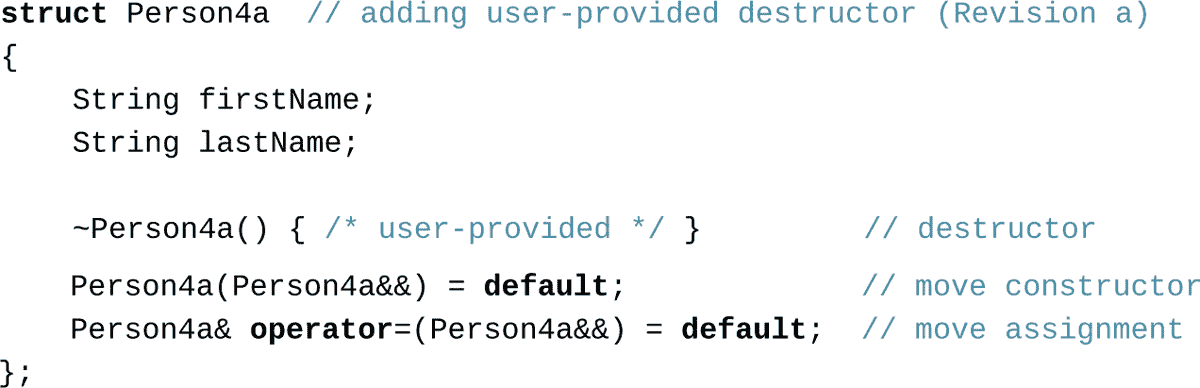 struct Person4a  // adding user-provided destructor (Revision a)
{
    String firstName;
    String lastName;

    ~Person4a() { /* user-provided */ }         // destructor
    Person4a(Person4a&&) = default;             // move constructor
    Person4a& operator=(Person4a&&) = default;  // move assignment
};